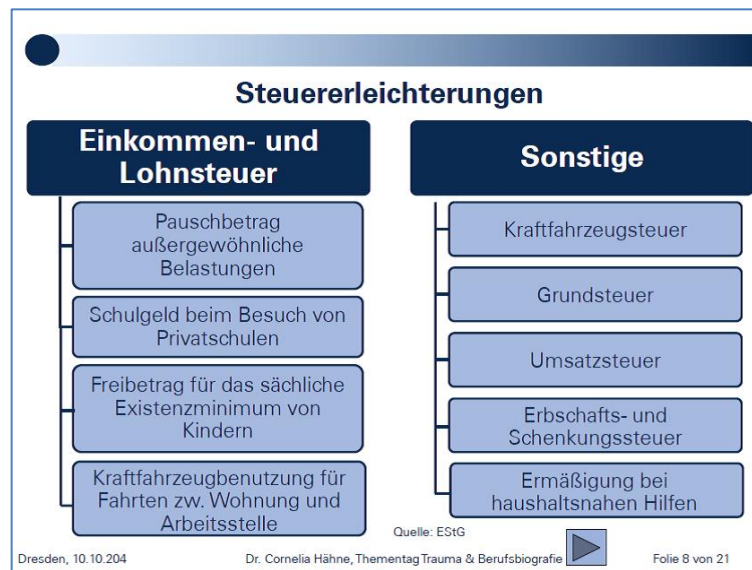 Steuererleichterungen
Einkommen- und
Lohnsteuer
Pauschbetrag
außergewöhnliche
Belastungen
Schulgeld beim Besuch von
Privatschulen
Freibetrag für das sächliche
Existenzminimum von
Kindern
Kraftfahrzeugbenutzung für
Fahrten zw. Wohnung und
Arbeitsstelle
Sonstige
Kraftfahrzeugsteuer
Grundsteuer
Umsatzsteuer
Erbschafts- und
Schenkungssteuer
Ermäßigung bei
haushaltsnahen Hilfen
Quelle: EStG
Dresden, 10.10.204
Dr. Cornelia Hähne, Thementag Trauma & Berufsbiografie
Folie 8 von 21